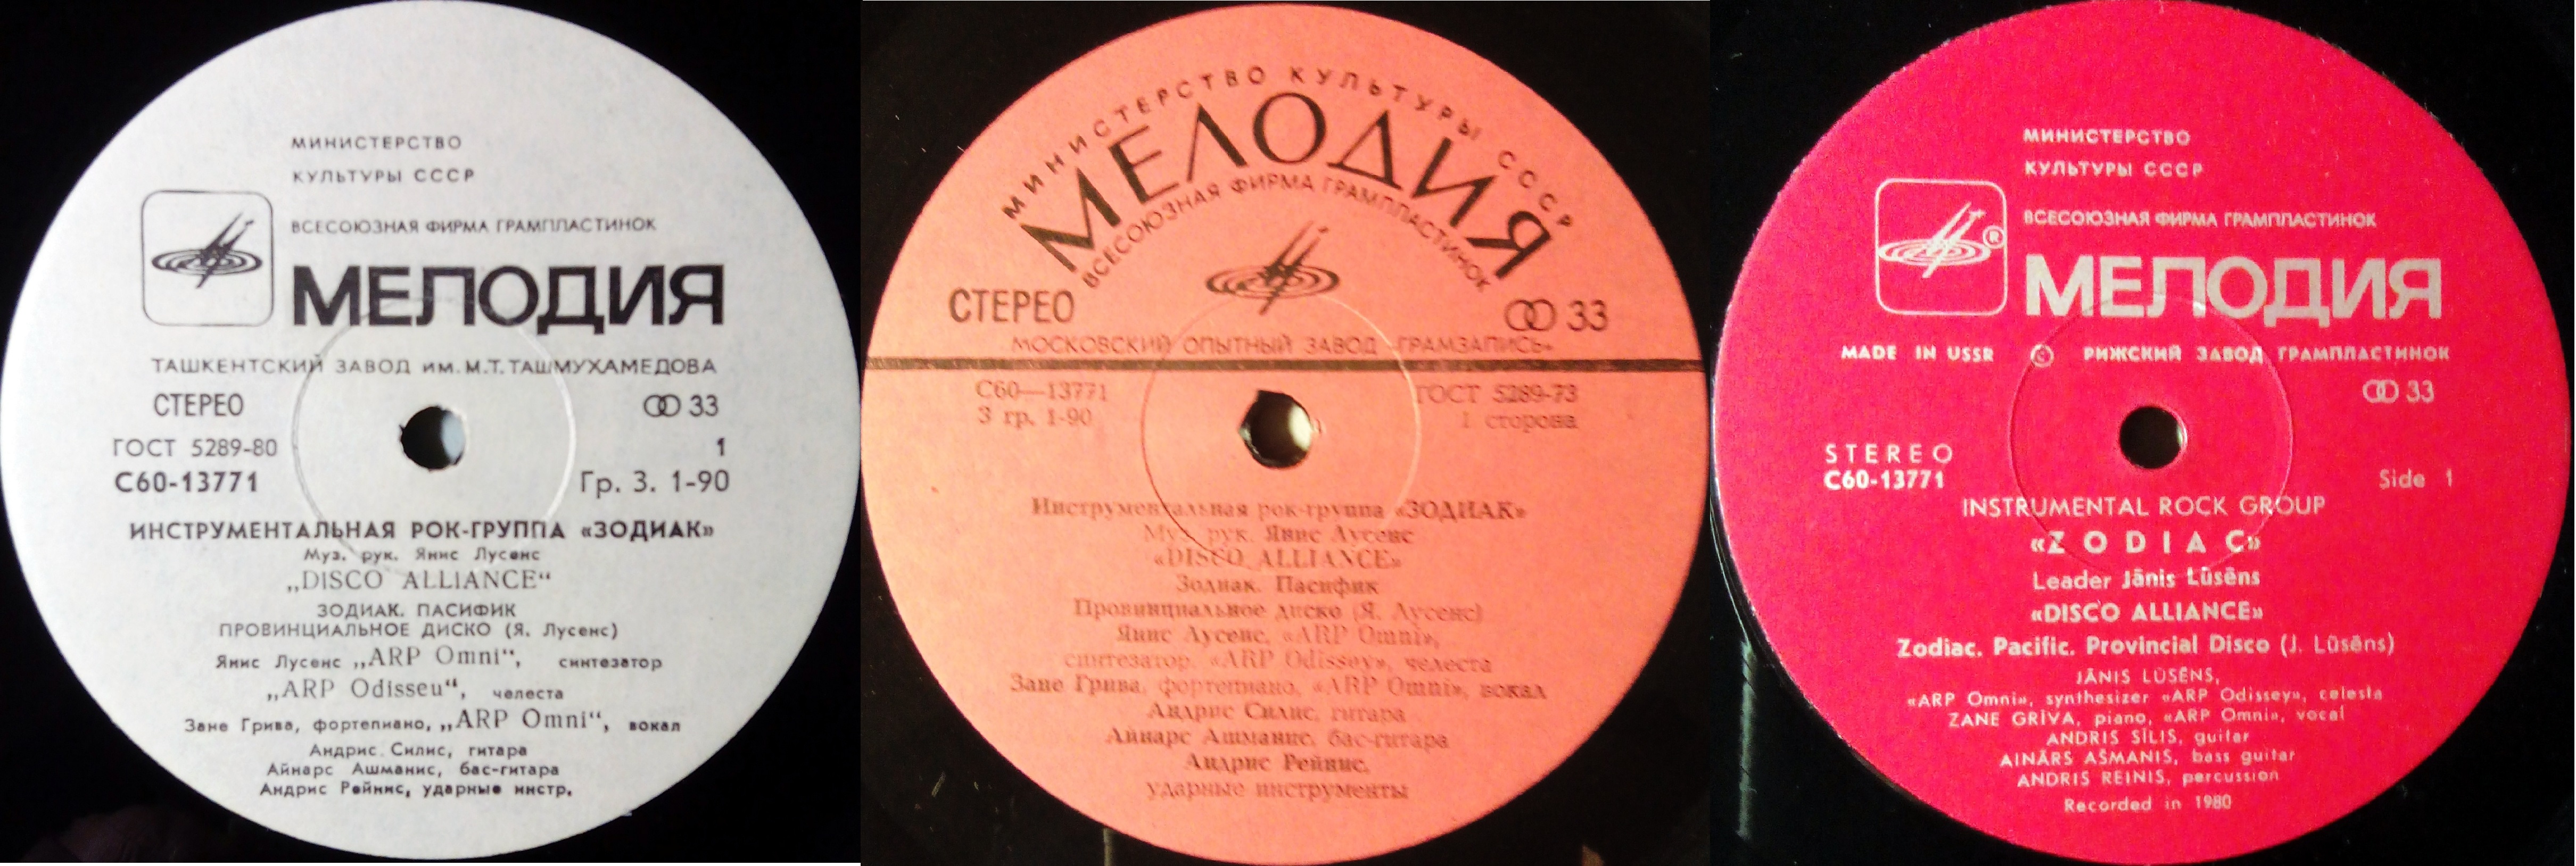 МИНИСТЕРСТВО
КУЛЬТУРЫ СССР
ВСЕСОЮЗНАЯ ФИРМА ГРАМПЛАСТИНОК
МЕЛОДИЯ
ТАШКЕНТСКИЙ ЗАВОД им. М.Т. ТАШМУХАМЕДОВА
СТЕРЕО 33
ГОСТ 5289-80 1
С60-13771 Гр. 3. 1-90
ИНСТРУМЕНТАЛЬНАЯ РОК-ГРУППА «ЗОДИАК»
Муз. рук. Янис Лусенс
„DISCO ALLIANCE“
ЗОДИАК. ПАСИФИК
ПРОВИНЦИАЛЬНОЕ ДИСКО (Я. Лусенс)
Янис Лусенс „ARP Omni“, синтезатор
„ARP Odisseu“, челеста
Зане Грива, фортепиано, „ARP Omni“, вокал
Андрис Силис, гитара
Айнарс Ашманис, бас-гитара
Андрис Рейнис, ударные инстр.
МИНИСТЕРСТВО КУЛЬТУРЫ СССР
МЕЛОДИЯ
ВСЕСОЮЗНАЯ ФИРМА ГРАМПЛАСТИНОК
СТЕРЕО 33
МОСКОВСКИЙ ОПЫТНЫЙ ЗАВОД «ГРАМЗАПИСЬ»
С60—13771 ГОСТ 5289-73
3 гр. 1-90 1 сторона
Инструментальная рок-группа «ЗОДИАК»
Муз. рук. Янис Лусенс
«DISCO ALLIANCE»
Зодиак. Пасифик
Провинциальное диско (Я. Лусенс)
Янис Лусенс, «ARP Omni»,
синтезатор, «ARP Odissey», челеста
Зане Грива, фортепиано, «ARP Omni», вокал
Андрис Силис, гитара
Айнарс Ашманис, бас-гитара
Андрис Рейнис,
ударные инструменты
МИНИСТЕРСТВО
КУЛЬТУРЫ СССР
®
ВСЕСОЮЗНАЯ ФИРМА ГРАМПЛАСТИНОК
МЕЛОДИЯ
MADE IN USSR РИЖСКИЙ ЗАВОД ГРАМПЛАСТИНОК
33
STEREO
С60-13771 Side 1
INSTRUMENTAL ROCK GROUP
«ZODIAC»
Leader Jānis Lūsēns
«DISCO ALLIANCE»
Zodiac. Pacific. Provincial Disco (J. Lūsēns)
JĀNIS LŪSĒNS,
«ARP Omni», synthesizer «ARP Odissey», celesta
ZANE GRĪVA, piano, «ARP Omni», vocal
ANDRIS SĪLIS, guitar
AINĀRS AŠMANIS, bass guitar
ANDRIS REINIS, percussion
Recorded in 1980